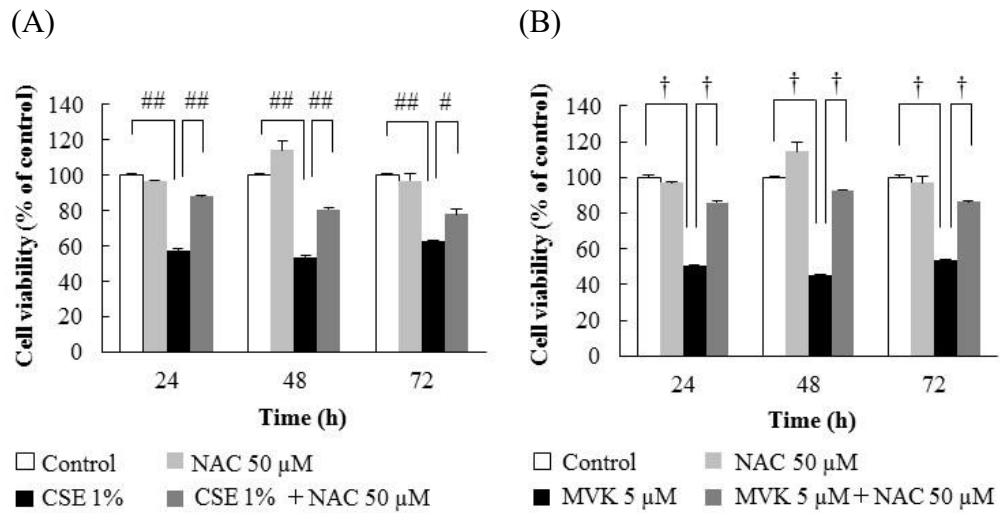 (A)
(B)
## ## ## ## ## #
Cell viability (% of control)
140
120
100
80
60
40
20
0
24 48 72
Time (h)
Control NAC 50 µM
CSE 1% CSE 1% +NAC 50 µM
† † † † † †
Cell viability (% of control)
140
120
100
80
60
40
20
0
24 48 72
Time (h)
Control NAC 50 µM
MVK 5 µM MVK 5 µM+NAC 50 µM